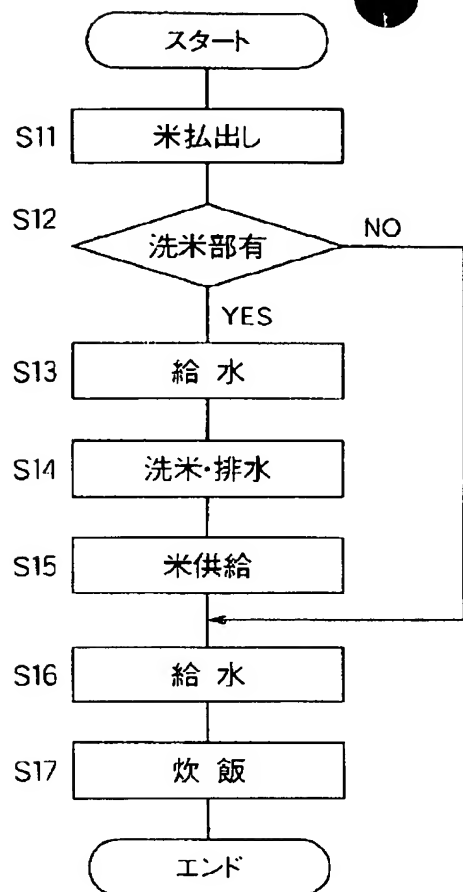 スタート
S11 米払出し
S12 洗米部有 NO
YES
S13 給水
S14 洗米・排水
S15 米供給
S16 給水
S17 炊飯
エンド